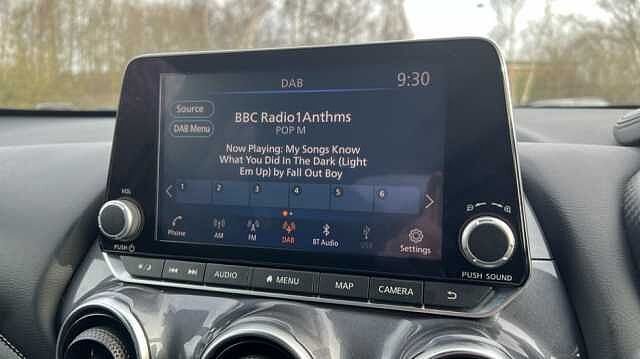 DAB
9:30
Source
BBC Radio1Anthms
POP M
DAB Menu
Now Playing: My Songs Know
What You Did In The Dark (Light
Em Up) by Fall Out Boy
1 2 3 4 5 6
VOL
PUSH
Phone AM FM DAB BT Audio USB Settings
PUSH SOUND
AUDIO MENU MAP CAMERA